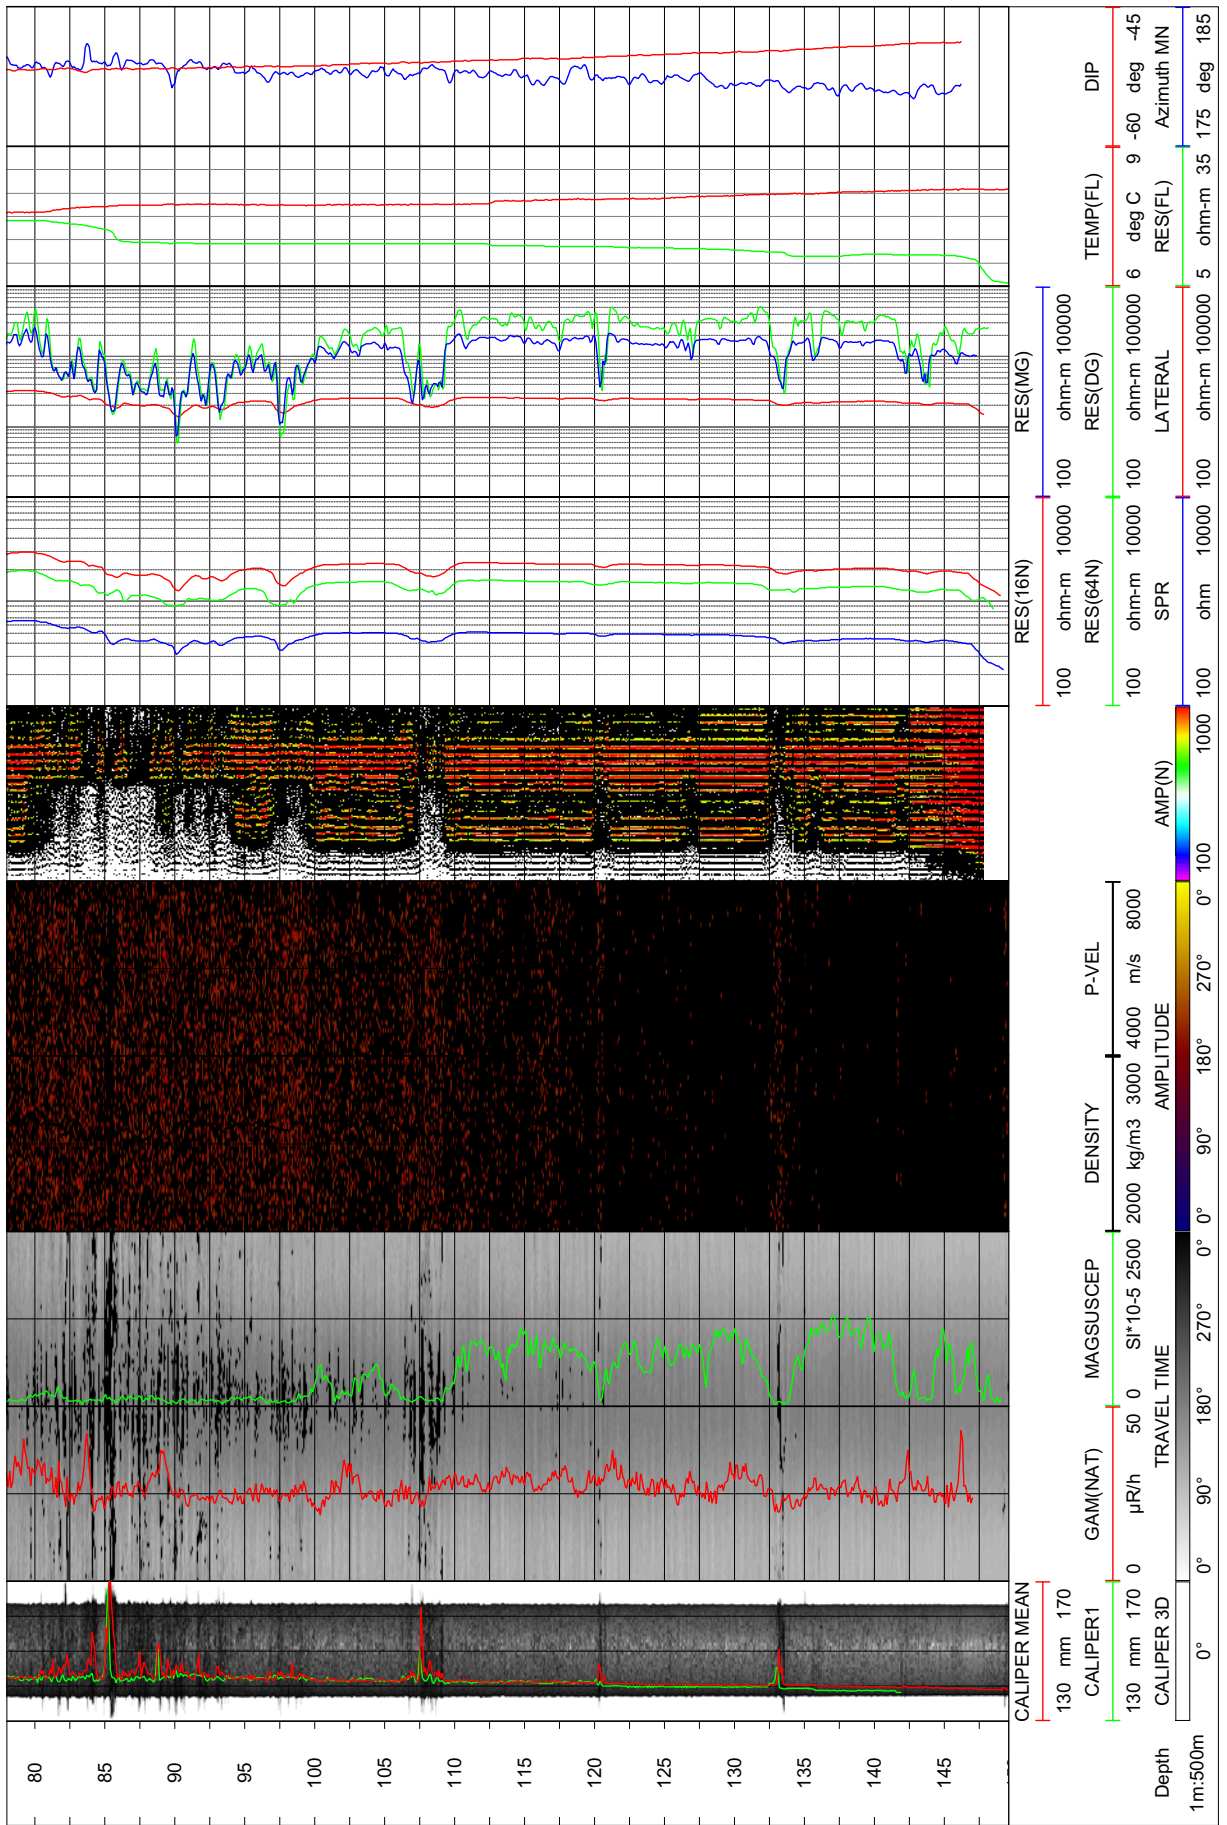 80
85
90
95
100
105
110
115
120
125
130
135
140
145
Depth
1m:500m
CALIPER MEAN
130 mm 170
CALIPER1
130 mm 170
CALIPER 3D
0°
GAM(NAT)
0 µR/h 50
MAGSUSCEP
0 SI*10-5 2500
TRAVEL TIME
0° 90° 180° 270° 0°
DENSITY
2000 kg/m3 3000
P-VEL
4000 m/s 8000
AMPLITUDE
0° 90° 180° 270° 0°
AMP(N)
100 1000
RES(16N)
100 ohm-m 10000
RES(64N)
100 ohm-m 10000
SPR
100 ohm 10000
RES(MG)
100 ohm-m 100000
RES(DG)
100 ohm-m 100000
LATERAL
100 ohm-m 100000
TEMP(FL)
6 deg C 9
RES(FL)
5 ohm-m 35
DIP
-60 deg -45
Azimuth MN
175 deg 185